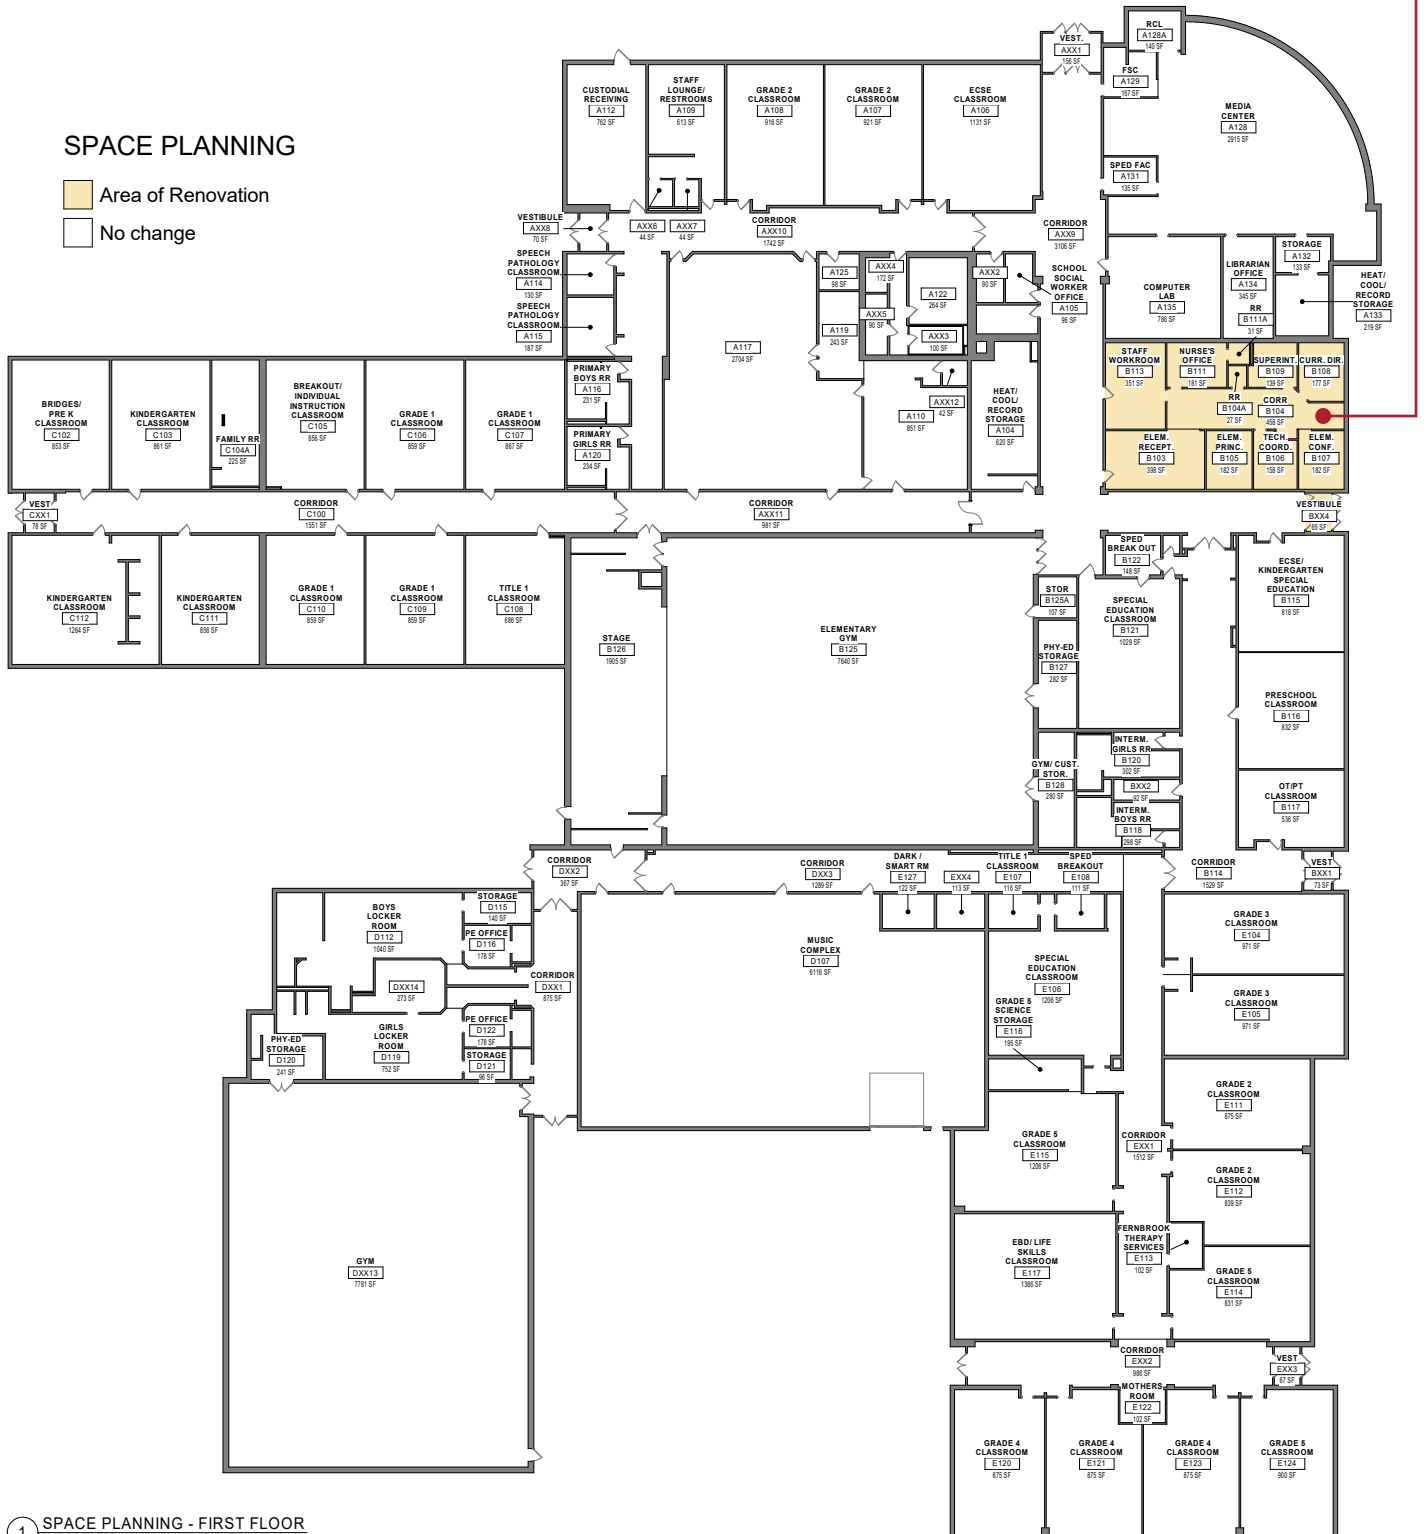 SPACE PLANNING
Area of Renovation
No change
RCL
A128A
140 SF
VEST.
AXX1
156 SF
FSC
A129
167 SF
MEDIA
CENTER
A128
2915 SF
SPED FAC
A131
135 SF
CUSTODIAL
RECEIVING
A112
762 SF
STAFF
LOUNGE/
RESTROOMS
A109
613 SF
GRADE 2
CLASSROOM
A108
916 SF
GRADE 2
CLASSROOM
A107
921 SF
ECSE
CLASSROOM
A106
1131 SF
VESTIBULE
AXX8
70 SF
AXX6
44 SF
AXX7
44 SF
CORRIDOR
AXX10
1742 SF
CORRIDOR
AXX9
3106 SF
SPEECH
PATHOLOGY
CLASSROOM
A114
130 SF
SPEECH
PATHOLOGY
CLASSROOM
A115
187 SF
A117
2704 SF
A125
98 SF
A119
243 SF
AXX4
172 SF
AXX5
90 SF
A122
264 SF
AXX3
100 SF
AXX2
90 SF
SCHOOL
SOCIAL
WORKER
OFFICE
A105
96 SF
COMPUTER
LAB
A135
786 SF
LIBRARIAN
OFFICE
A134
345 SF
RR
B111A
31 SF
STORAGE
A132
133 SF
HEAT/
COOL/
RECORD
STORAGE
A133
219 SF
STAFF
WORKROOM
B113
351 SF
NURSE'S
OFFICE
B111
181 SF
SUPERINT.
B109
139 SF
CURR. DIR.
B108
177 SF
RR
B104A
27 SF
CORR
B104
458 SF
ELEM.
RECEPT.
B103
398 SF
ELEM.
PRINC.
B105
182 SF
TECH.
COORD.
B106
158 SF
ELEM.
CONF.
B107
182 SF
VESTIBULE
BXX4
65 SF
BRIDGES/
PRE K
CLASSROOM
C102
853 SF
KINDERGARTEN
CLASSROOM
C103
861 SF
FAMILY RR
C104A
225 SF
BREAKOUT/
INDIVIDUAL
INSTRUCTION
CLASSROOM
C105
856 SF
GRADE 1
CLASSROOM
C106
859 SF
GRADE 1
CLASSROOM
C107
867 SF
PRIMARY
BOYS RR
A116
231 SF
PRIMARY
GIRLS RR
A120
234 SF
AXX12
42 SF
A110
851 SF
HEAT/
COOL/
RECORD
STORAGE
A104
620 SF
VEST
CXX1
78 SF
CORRIDOR
C100
1551 SF
CORRIDOR
AXX11
981 SF
KINDERGARTEN
CLASSROOM
C112
1264 SF
KINDERGARTEN
CLASSROOM
C111
856 SF
GRADE 1
CLASSROOM
C110
859 SF
GRADE 1
CLASSROOM
C109
859 SF
TITLE 1
CLASSROOM
C108
686 SF
STAGE
B126
1905 SF
ELEMENTARY
GYM
B125
7640 SF
SPED
BREAK OUT
B122
148 SF
STOR
B125A
107 SF
SPECIAL
EDUCATION
CLASSROOM
B121
1029 SF
PHY-ED
STORAGE
B127
282 SF
ECSE/
KINDERGARTEN
SPECIAL
EDUCATION
B115
818 SF
PRESCHOOL
CLASSROOM
B116
832 SF
OT/PT
CLASSROOM
B117
536 SF
INTERM.
GIRLS RR
B120
302 SF
GYM/ CUST.
STOR.
B128
280 SF
BXX2
92 SF
INTERM.
BOYS RR
B118
298 SF
CORRIDOR
DXX2
367 SF
CORRIDOR
DXX3
1289 SF
DARK /
SMART RM
E127
122 SF
EXX4
113 SF
TITLE 1
CLASSROOM
E107
116 SF
SPED
BREAKOUT
E108
111 SF
CORRIDOR
B114
1529 SF
VEST
BXX1
73 SF
BOYS
LOCKER
ROOM
D112
1040 SF
STORAGE
D115
140 SF
PE OFFICE
D116
178 SF
DXX14
273 SF
CORRIDOR
DXX1
875 SF
MUSIC
COMPLEX
D107
6116 SF
SPECIAL
EDUCATION
CLASSROOM
E106
1206 SF
GRADE 5
SCIENCE
STORAGE
E116
195 SF
GRADE 3
CLASSROOM
E104
971 SF
GRADE 3
CLASSROOM
E105
971 SF
PHY-ED
STORAGE
D120
241 SF
GIRLS
LOCKER
ROOM
D119
752 SF
PE OFFICE
D122
178 SF
STORAGE
D121
96 SF
GRADE 2
CLASSROOM
E111
875 SF
GRADE 5
CLASSROOM
E115
1206 SF
CORRIDOR
EXX1
1512 SF
GRADE 2
CLASSROOM
E112
839 SF
GYM
DXX13
7781 SF
EBD/ LIFE
SKILLS
CLASSROOM
E117
1366 SF
FERNBROOK
THERAPY
SERVICES
E113
102 SF
GRADE 5
CLASSROOM
E114
831 SF
CORRIDOR
EXX2
986 SF
VEST
EXX3
67 SF
MOTHERS
ROOM
E122
102 SF
GRADE 4
CLASSROOM
E120
875 SF
GRADE 4
CLASSROOM
E121
875 SF
GRADE 4
CLASSROOM
E123
875 SF
GRADE 5
CLASSROOM
E124
900 SF
1 SPACE PLANNING - FIRST FLOOR